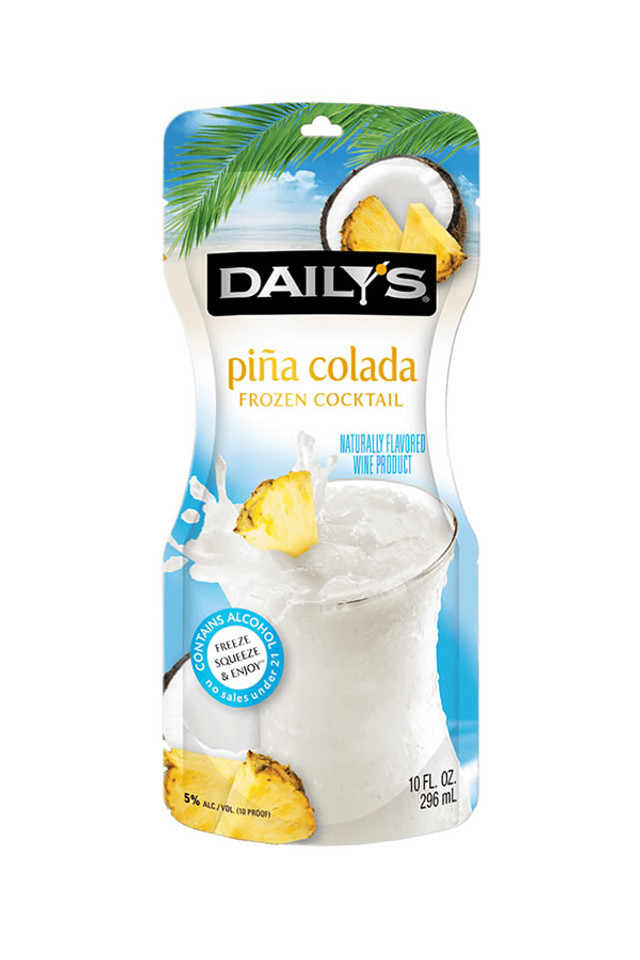 DAILY'S®
piña colada
FROZEN COCKTAIL
NATURALLY FLAVORED
WINE PRODUCT
CONTAINS ALCOHOL
FREEZE
SQUEEZE
& ENJOY™
no sales under 21
10 FL. OZ.
296 mL
5% ALC./VOL. (10 PROOF)